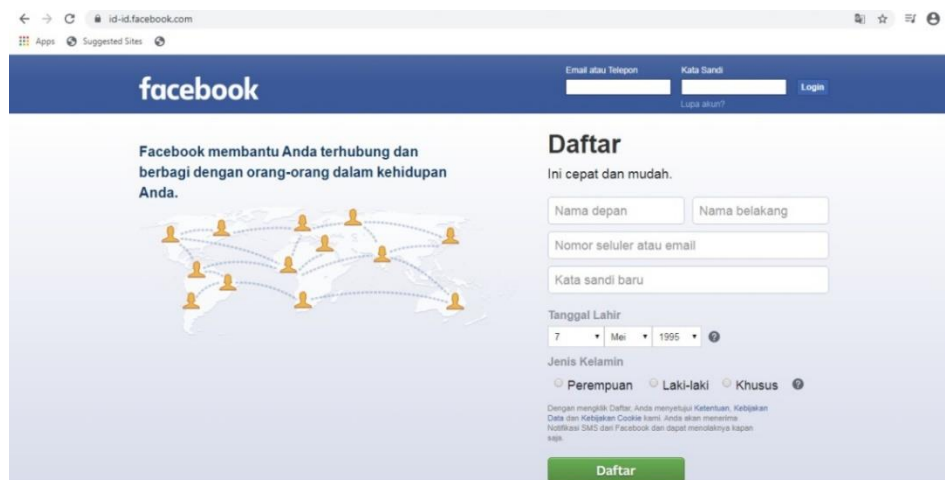 id-id.facebook.com
Apps Suggested Sites
facebook
Email atau Telepon Kata Sandi
Login
Lupa akun?
Facebook membantu Anda terhubung dan
berbagi dengan orang-orang dalam kehidupan
Anda.
Daftar
Ini cepat dan mudah.
Nama depan Nama belakang
Nomor seluler atau email
Kata sandi baru
Tanggal Lahir
7 Mei 1995
Jenis Kelamin
Perempuan Laki-laki Khusus
Dengan mengklik Daftar, Anda menyetujui Ketentuan, Kebijakan
Data dan Kebijakan Cookie kami. Anda akan menerima
Notifikasi SMS dari Facebook dan dapat menolaknya kapan
saja.
Daftar